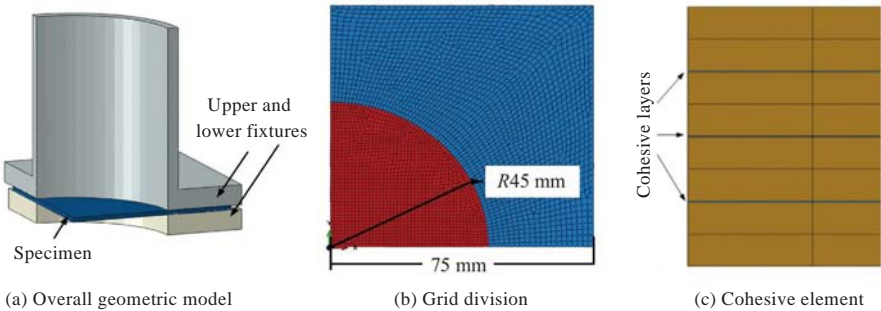 Upper and
lower fixtures
Specimen
(a) Overall geometric model
R45 mm
75 mm
(b) Grid division
Cohesive layers
(c) Cohesive element